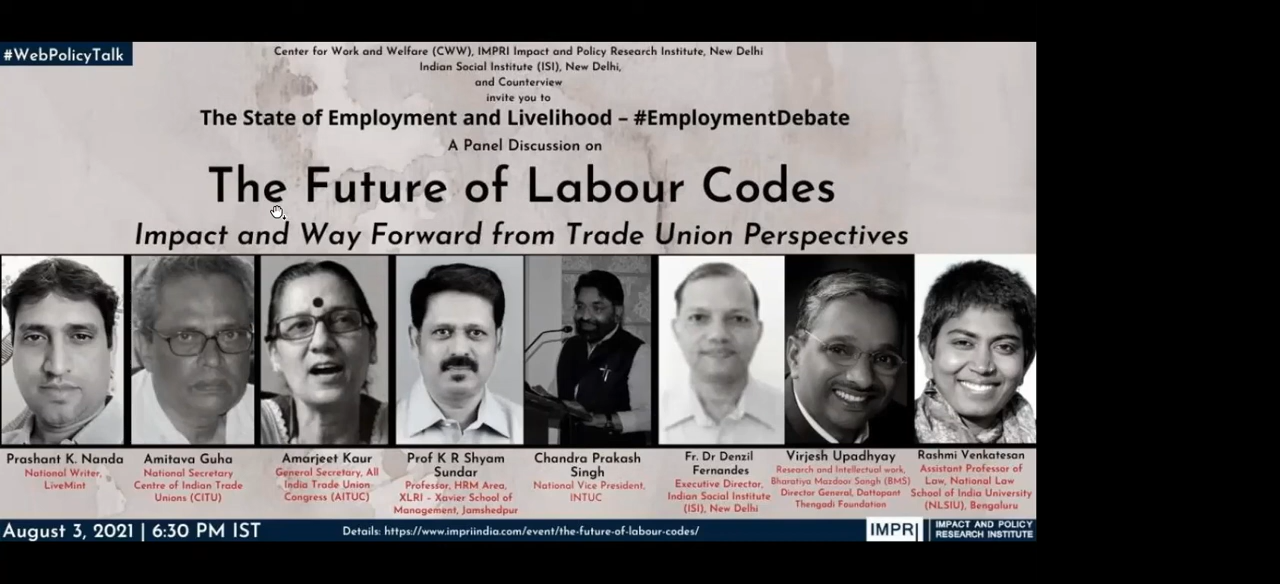 #WebPolicyTalk
Center for Work and Welfare (CWW), IMPRI Impact and Policy Research Institute, New Delhi
Indian Social Institute (ISI), New Delhi,
and Counterview
invite you to
The State of Employment and Livelihood – #EmploymentDebate
A Panel Discussion on
The Future of Labour Codes
Impact and Way Forward from Trade Union Perspectives
Prashant K. Nanda
National Writer,
LiveMint
Amitava Guha
National Secretary
Centre of Indian Trade
Unions (CITU)
Amarjeet Kaur
General Secretary, All
India Trade Union
Congress (AITUC)
Prof K R Shyam
Sundar
Professor, HRM Area,
XLRI – Xavier School of
Management, Jamshedpur
Chandra Prakash
Singh
National Vice President,
INTUC
Fr. Dr Denzil
Fernandes
Executive Director,
Indian Social Institute
(ISI), New Delhi
Virjesh Upadhyay
Research and Intellectual work,
Bharatiya Mazdoor Sangh (BMS)
Director General, Dattopant
Thengadi Foundation
Rashmi Venkatesan
Assistant Professor of
Law, National Law
School of India University
(NLSIU), Bengaluru
August 3, 2021 | 6:30 PM IST
Details: https://www.impriindia.com/event/the-future-of-labour-codes/
IMPRI
IMPACT AND POLICY
RESEARCH INSTITUTE